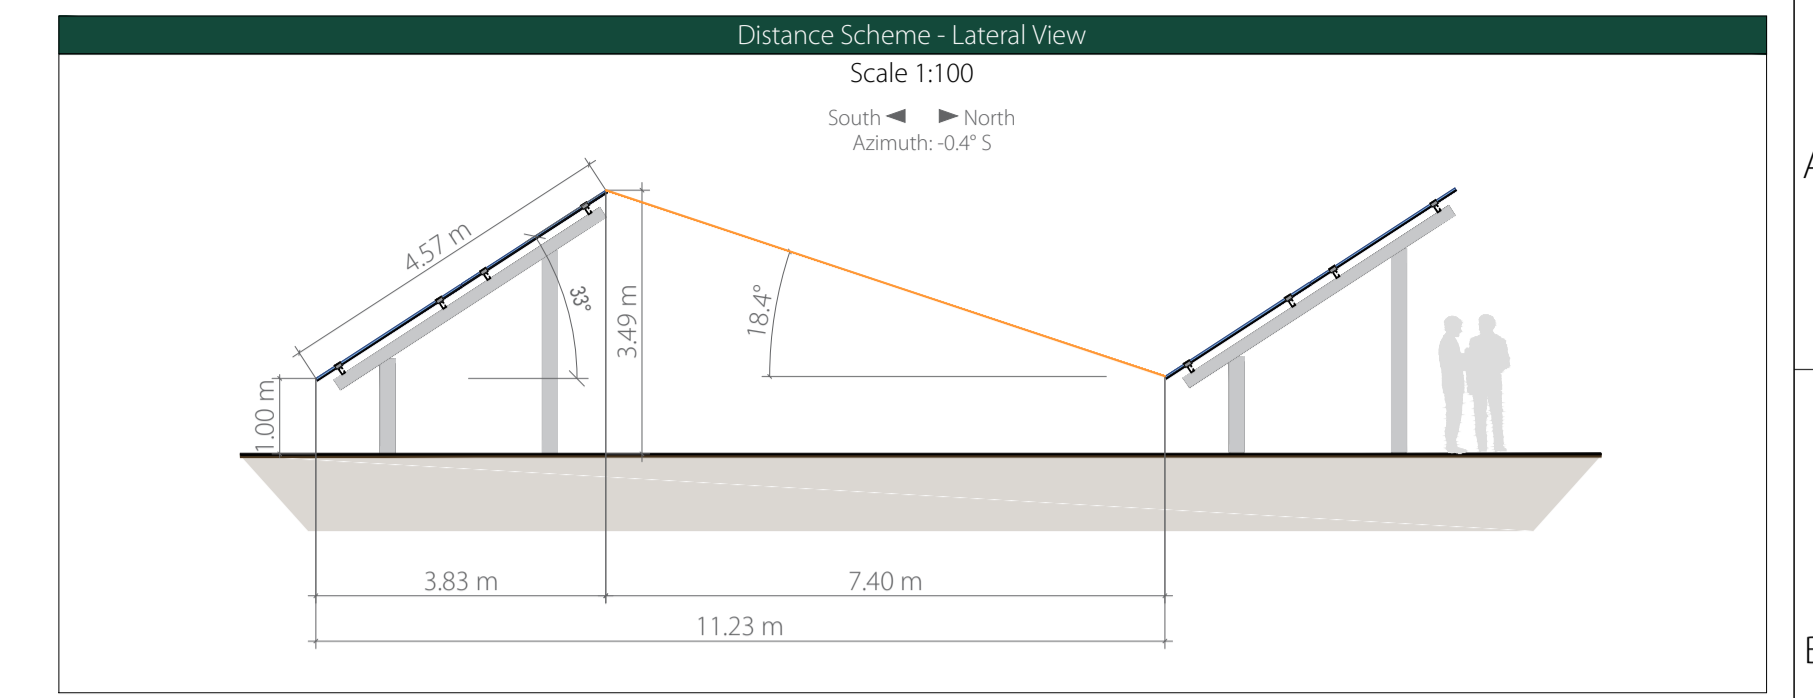 Distance Scheme - Lateral View
Scale 1:100
South ◄ ► North
Azimuth: -0.4° S
A
4.57 m
33°
3.49 m
18.4°
1.00 m
3.83 m
7.40 m
11.23 m